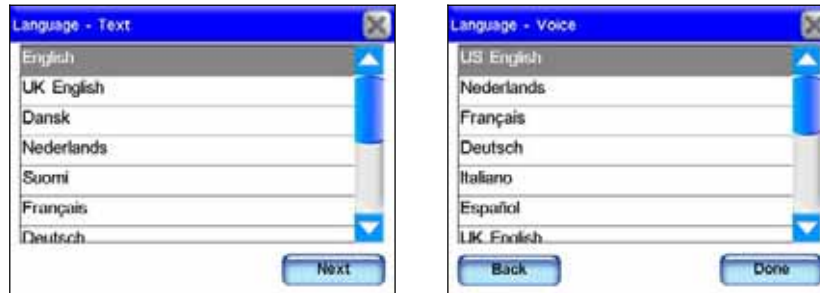 Language - Text
English
UK English
Dansk
Nederlands
Suomi
Français
Deutsch
Next
Language - Voice
US English
Nederlands
Français
Deutsch
Italiano
Español
UK English
Back
Done